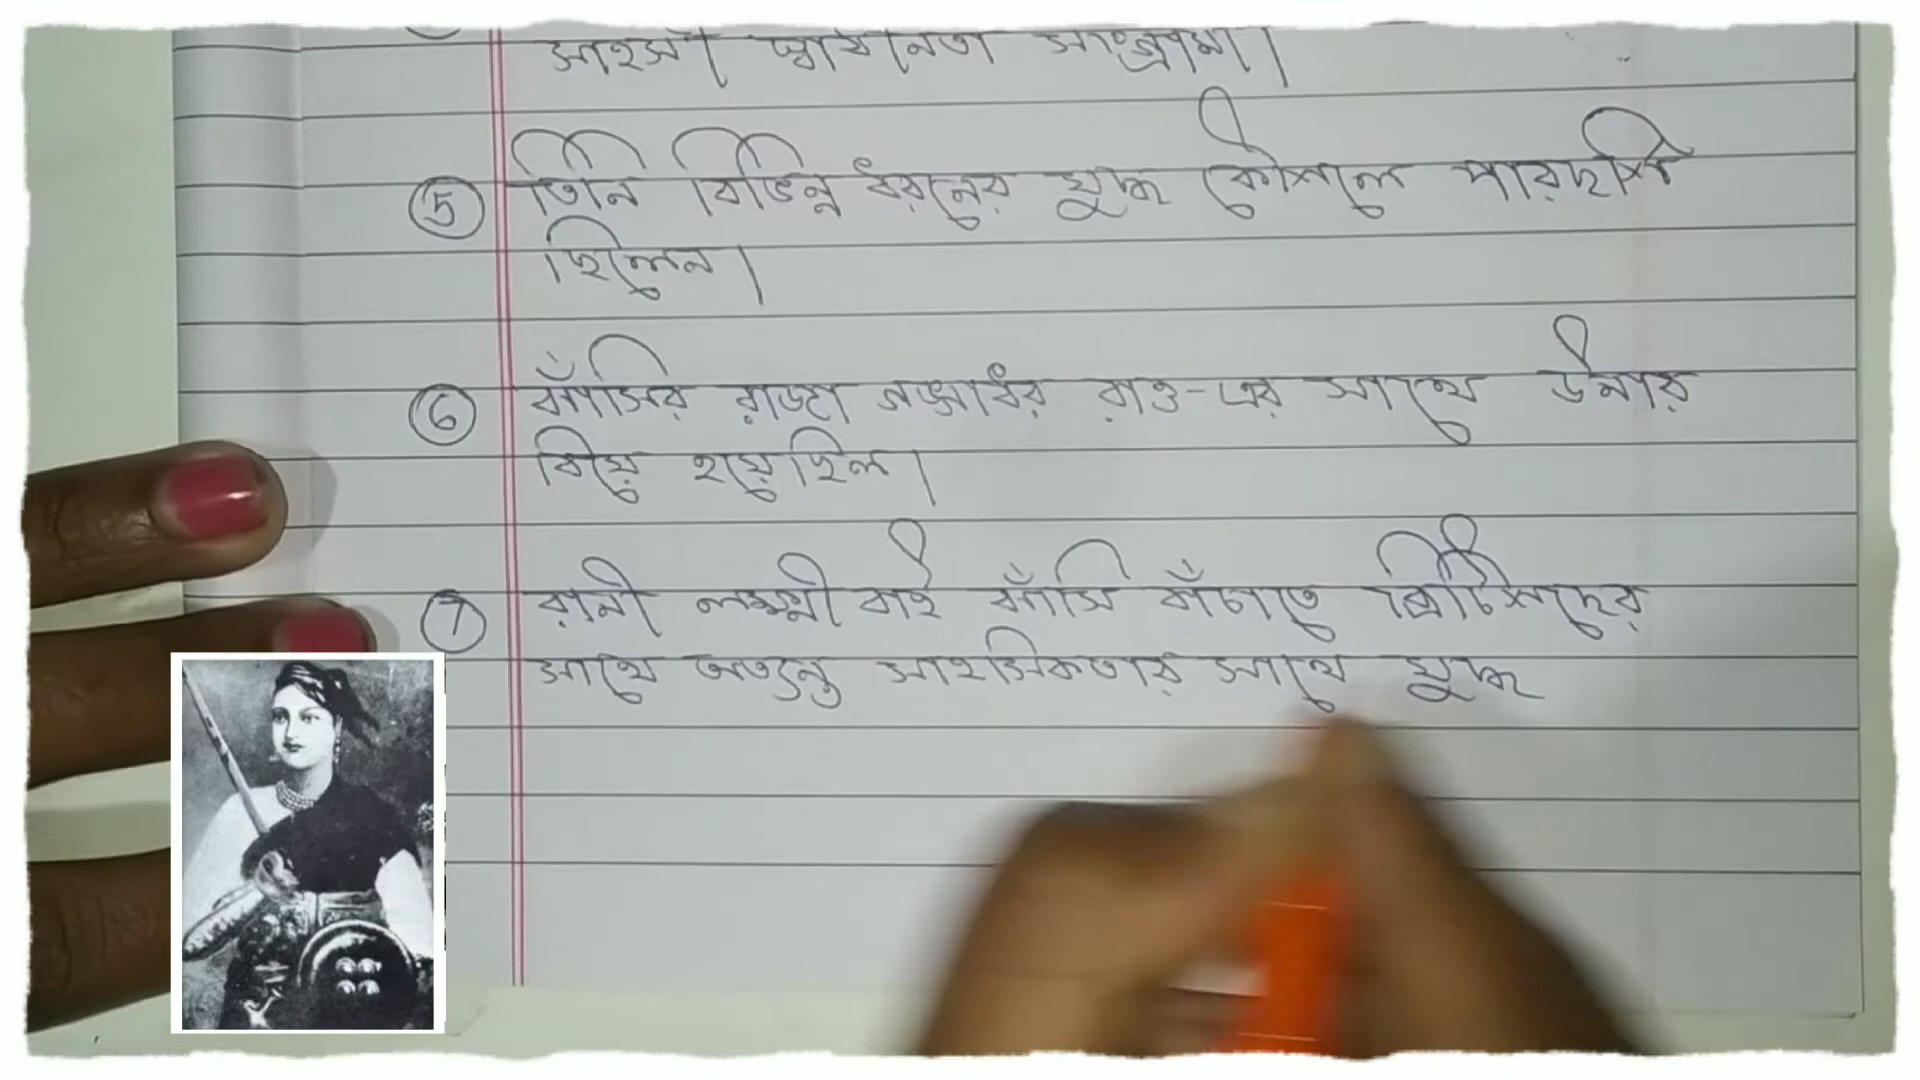 সাহসী স্বাধীনতা সংগ্রামী।
⑤ তিনি বিভিন্ন ধরনের যুদ্ধ কৌশলে পারদর্শি
ছিলেন।
⑥ ঝাঁসির রাজা গঙ্গাধর রাও-এর সাথে উনার
বিয়ে হয়েছিল।
⑦ রানী লক্ষ্মী বাই ঝাঁসি বাঁচাতে ব্রিটিশদের
সাথে অত্যন্ত সাহসিকতার সাথে যুদ্ধ